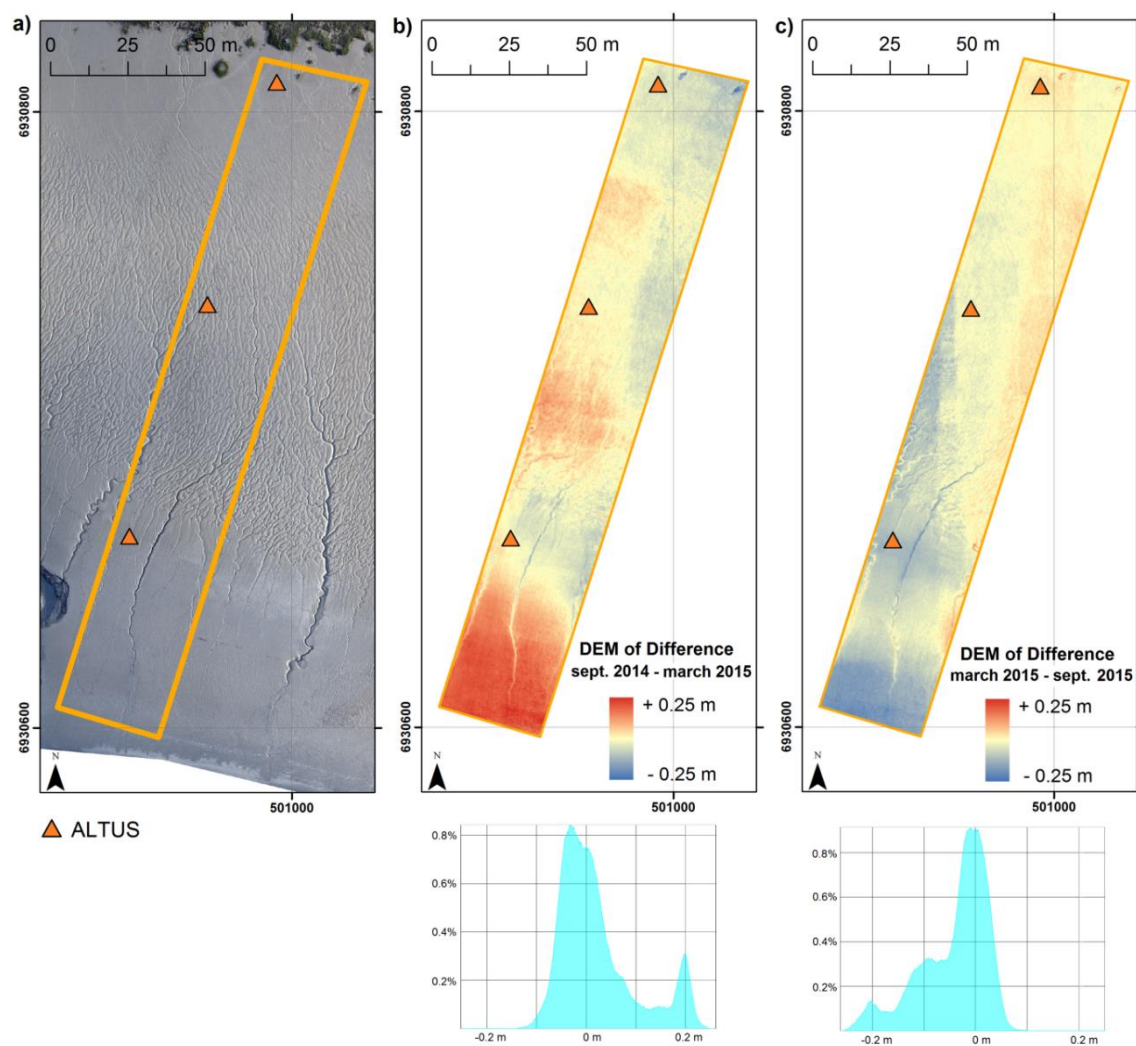 a)
0 25 50 m
6930800
6930600
N
501000
ALTUS
b)
0 25 50 m
6930800
6930600
DEM of Difference
sept. 2014 - march 2015
+ 0.25 m
- 0.25 m
N
501000
0.8%
0.6%
0.4%
0.2%
-0.2 m 0 m 0.2 m
c)
0 25 50 m
6930800
6930600
DEM of Difference
march 2015 - sept. 2015
+ 0.25 m
- 0.25 m
N
501000
0.8%
0.6%
0.4%
0.2%
-0.2 m 0 m 0.2 m